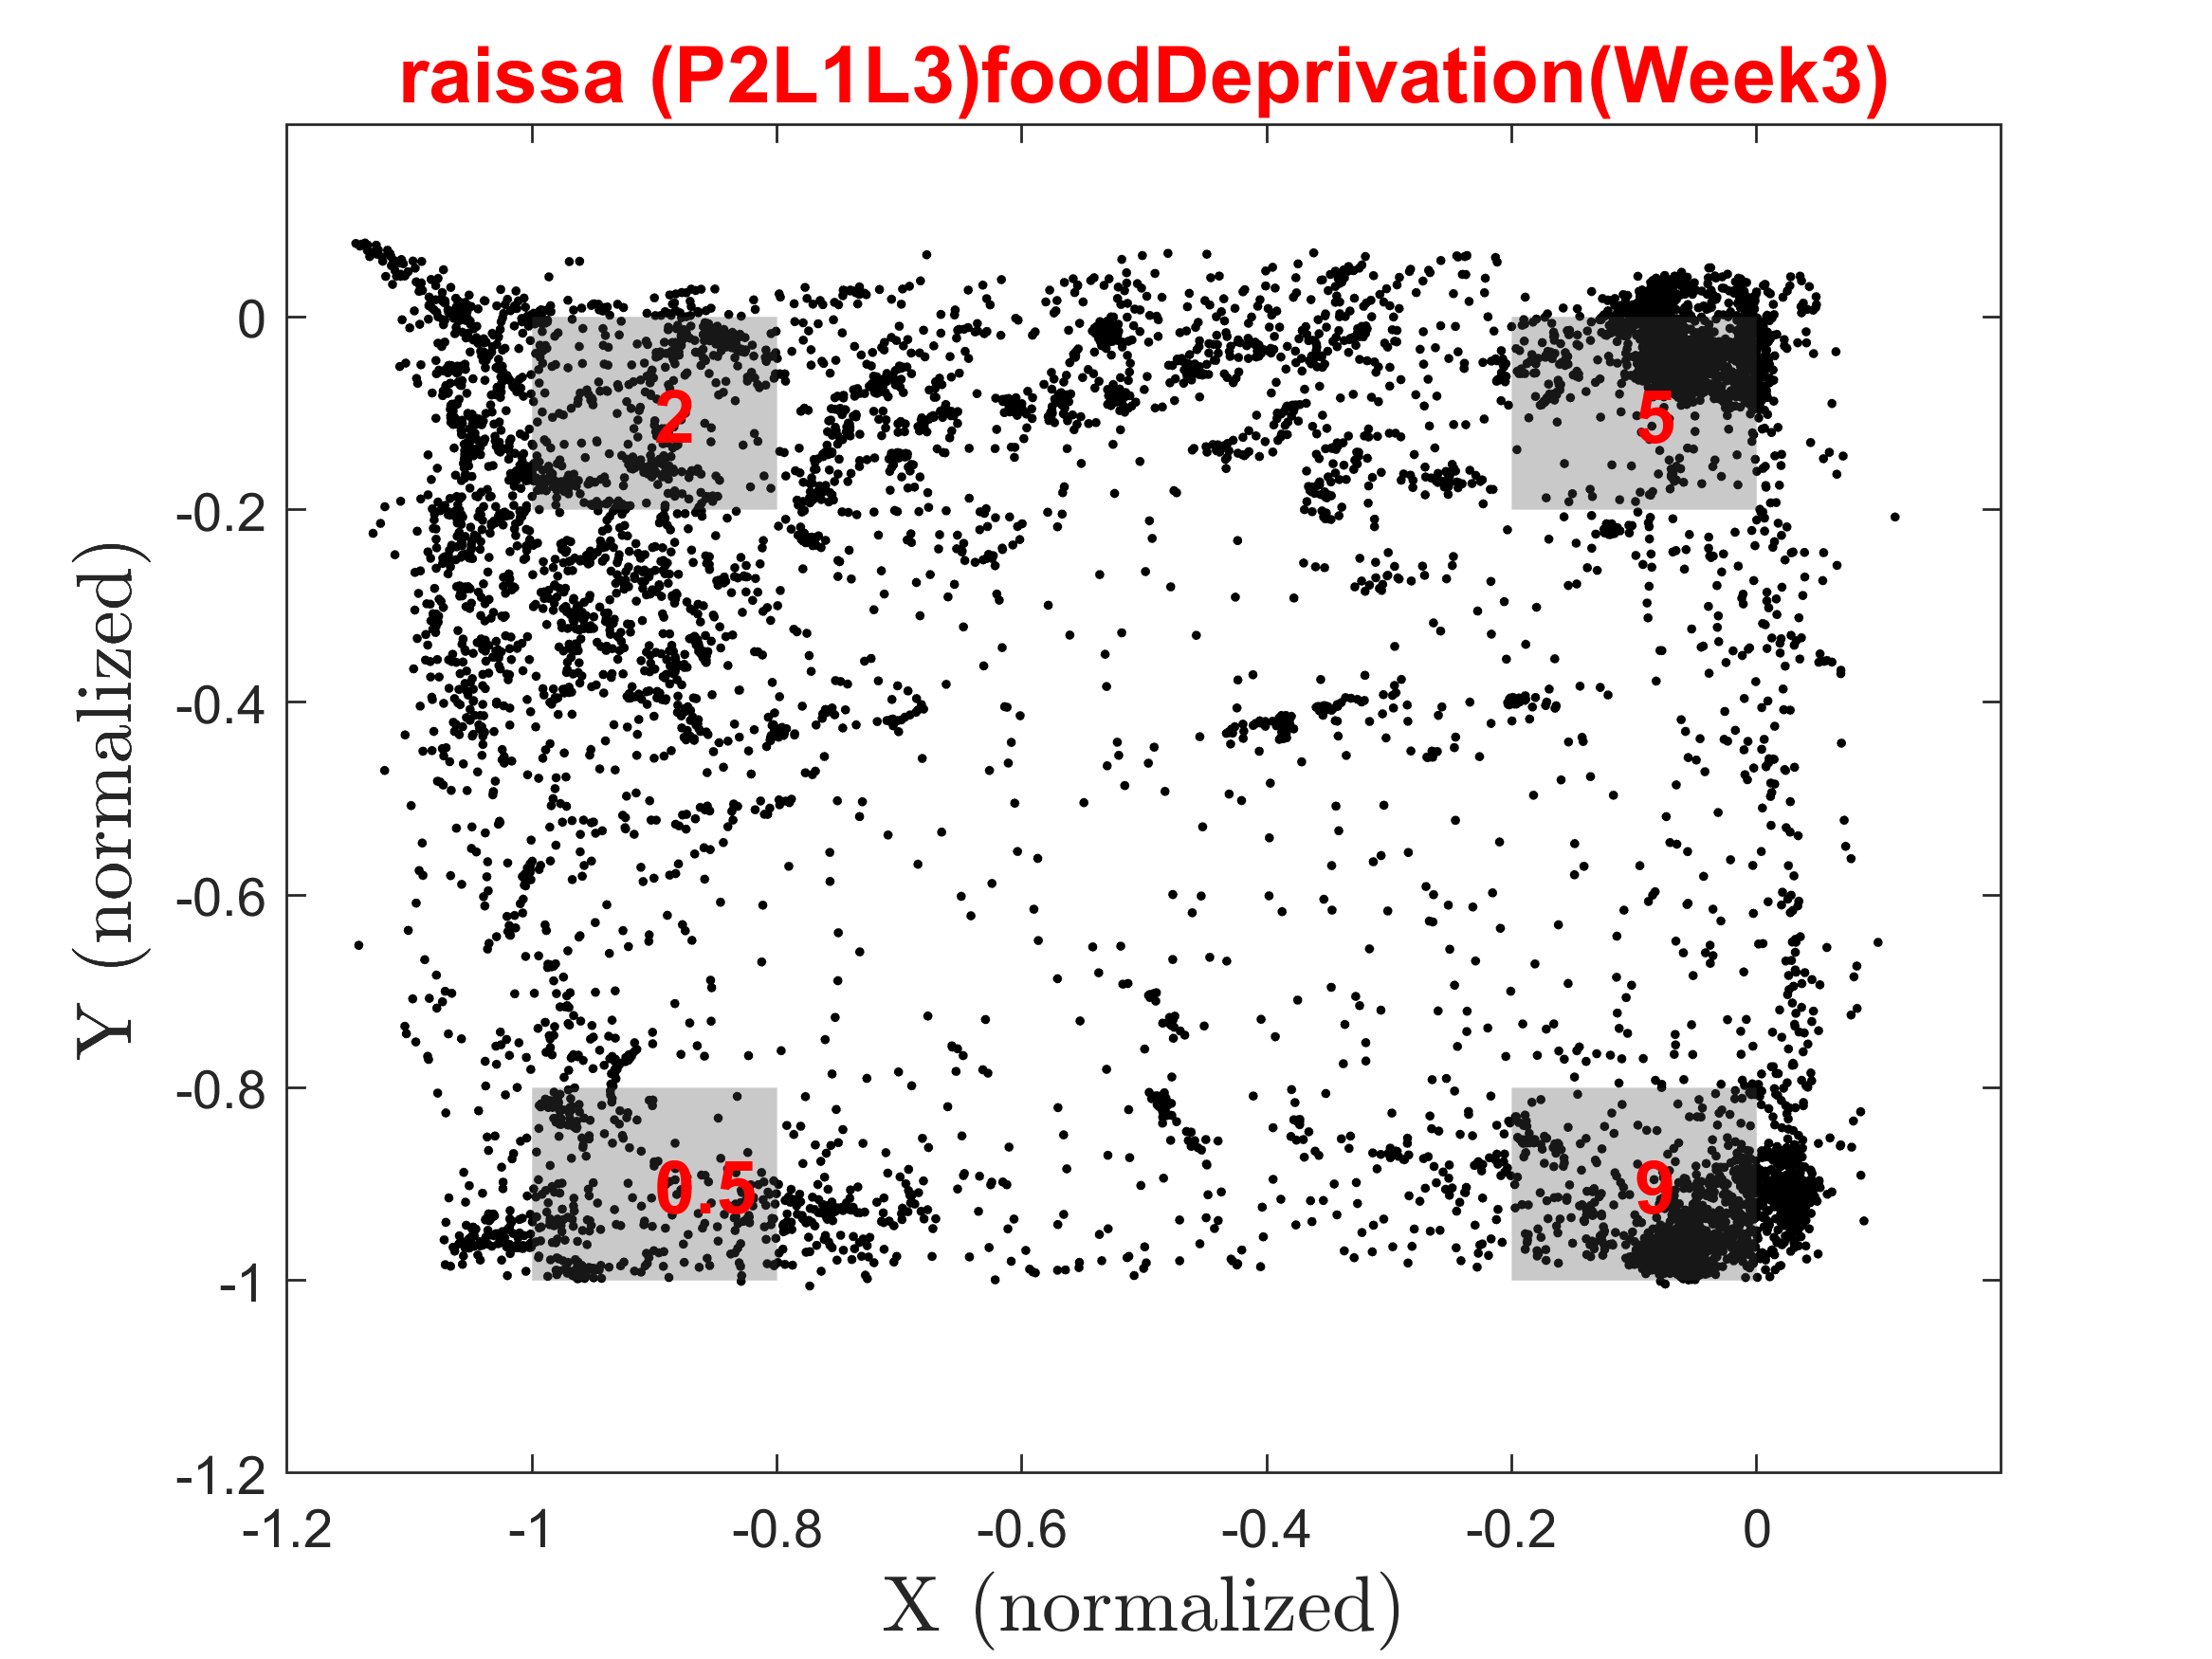 raissa (P2L1L3)foodDeprivation(Week3)
Y (normalized)
0
-0.2
-0.4
-0.6
-0.8
-1
-1.2
2
5
0.5
9
-1.2 -1 -0.8 -0.6 -0.4 -0.2 0
X (normalized)